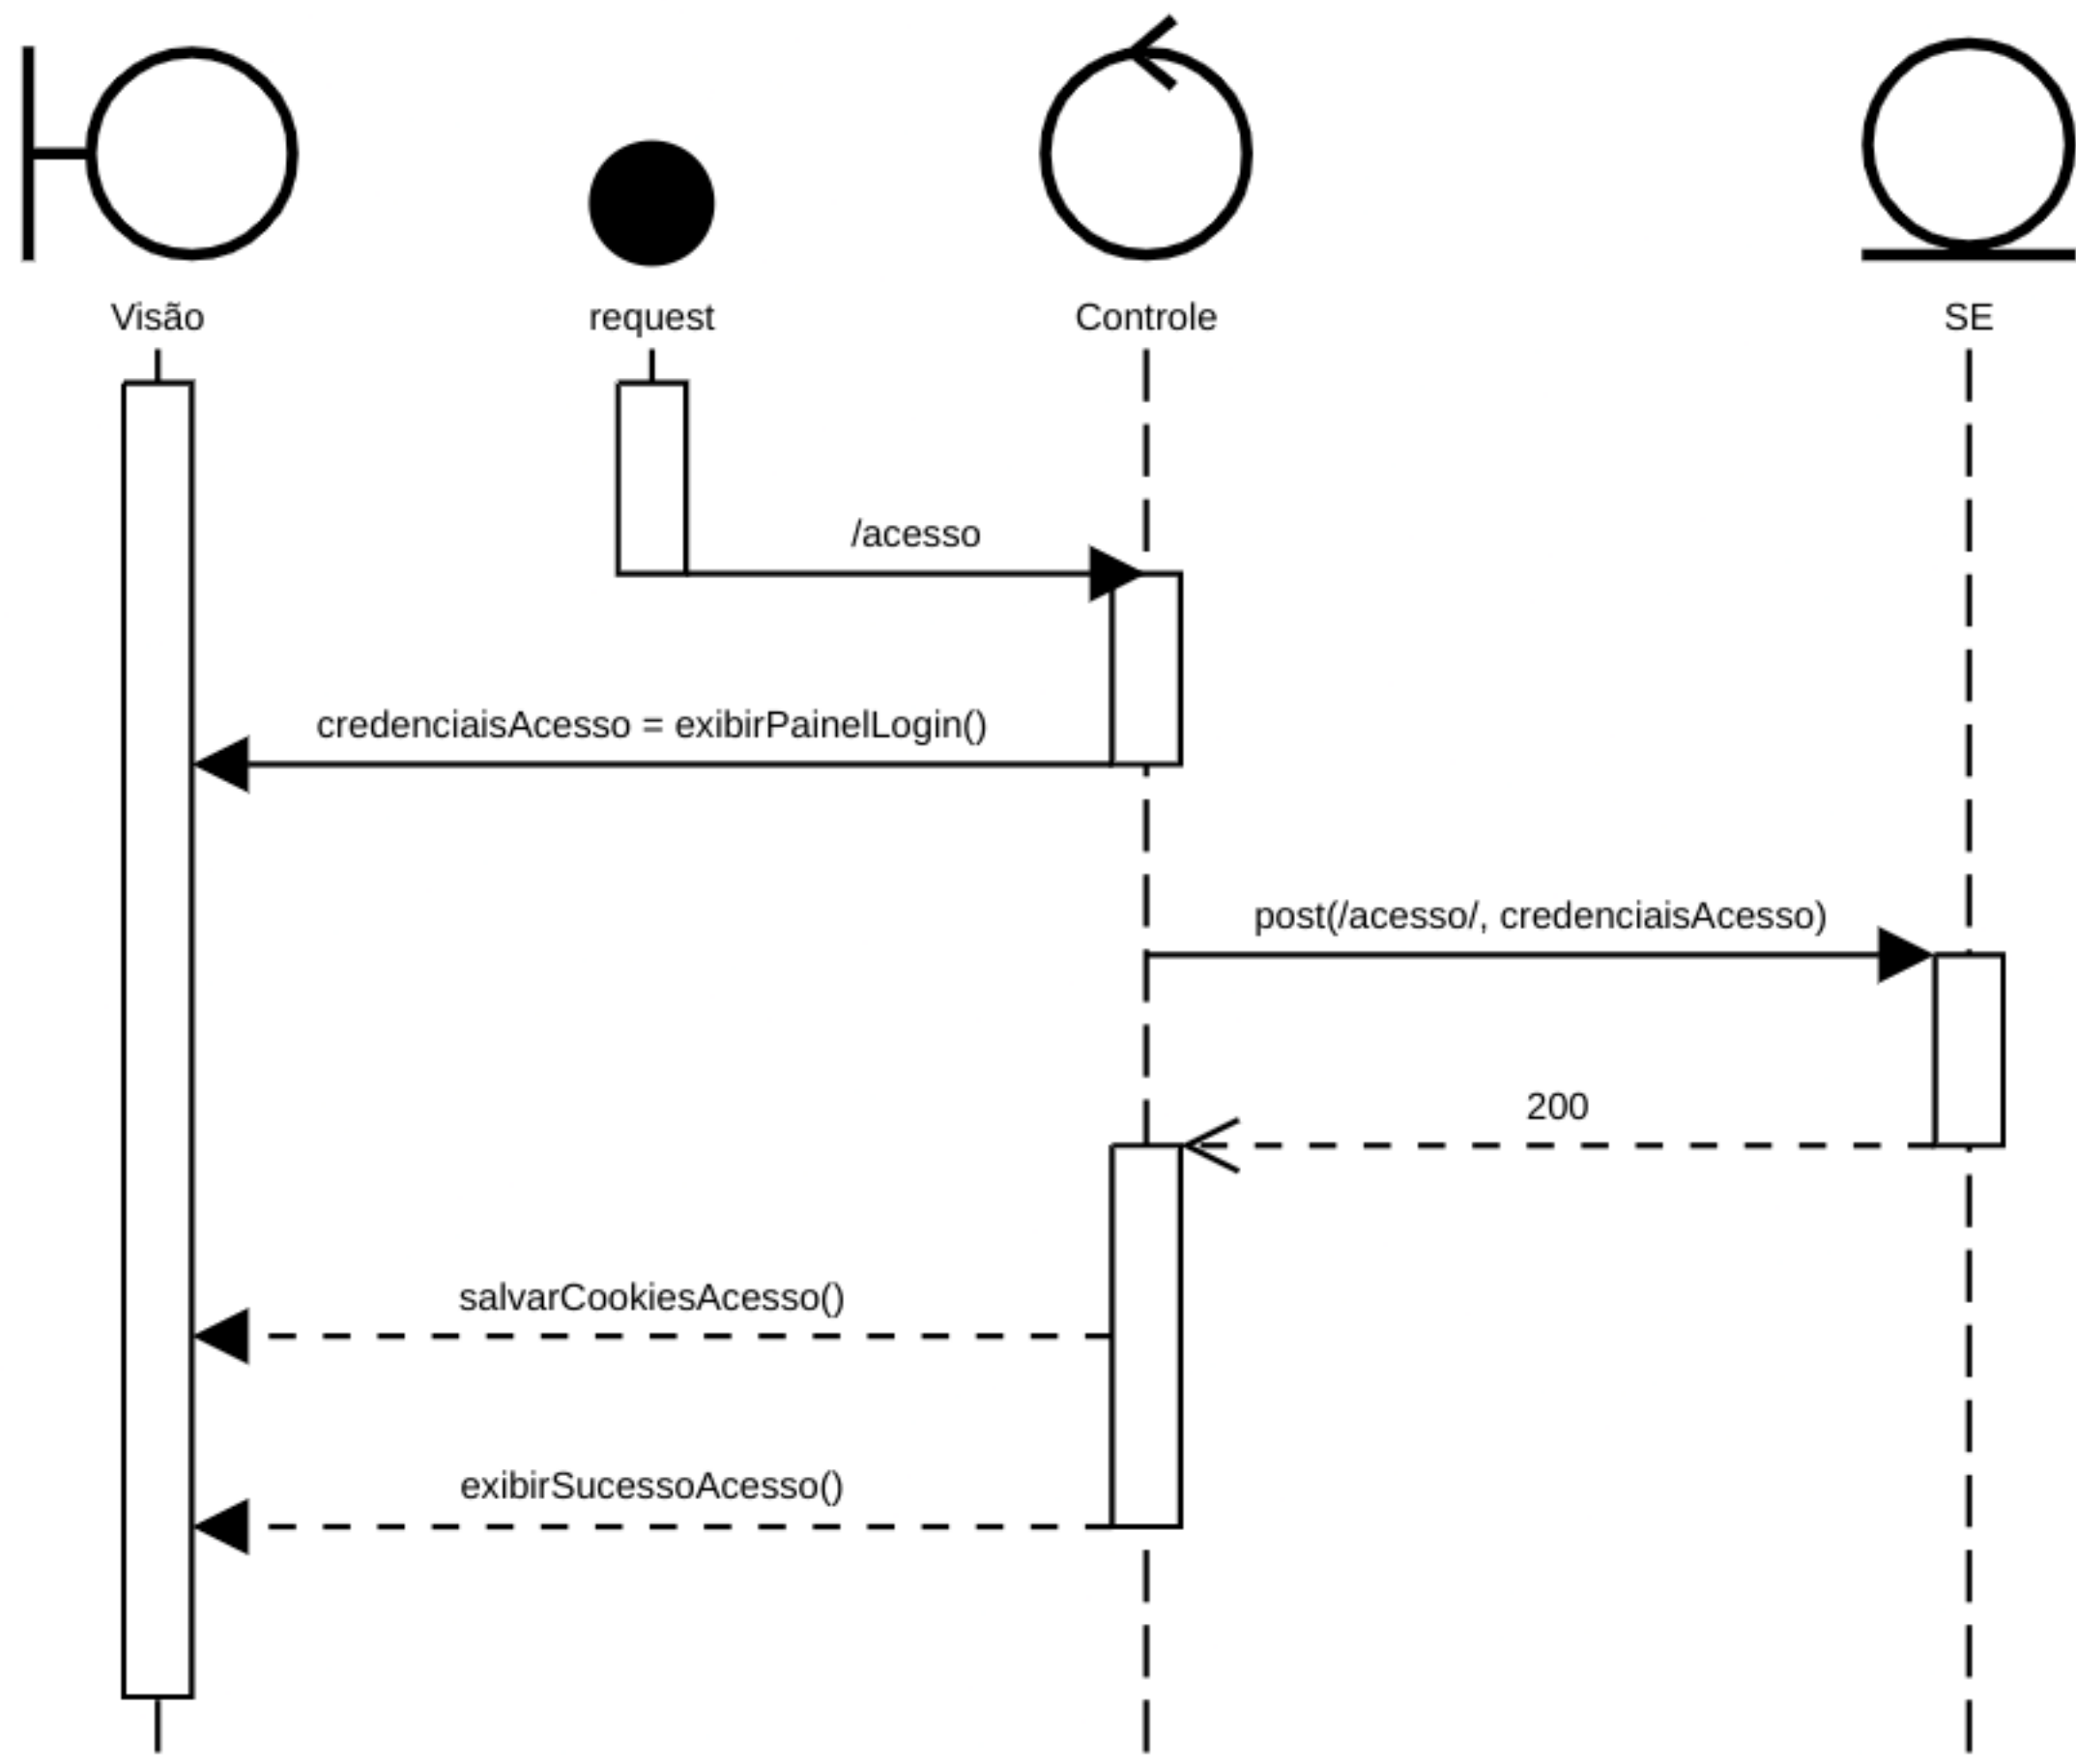 Visão
request
Controle
SE
/acesso
credenciaisAcesso = exibirPainelLogin()
post(/acesso/, credenciaisAcesso)
200
salvarCookiesAcesso()
exibirSucessoAcesso()